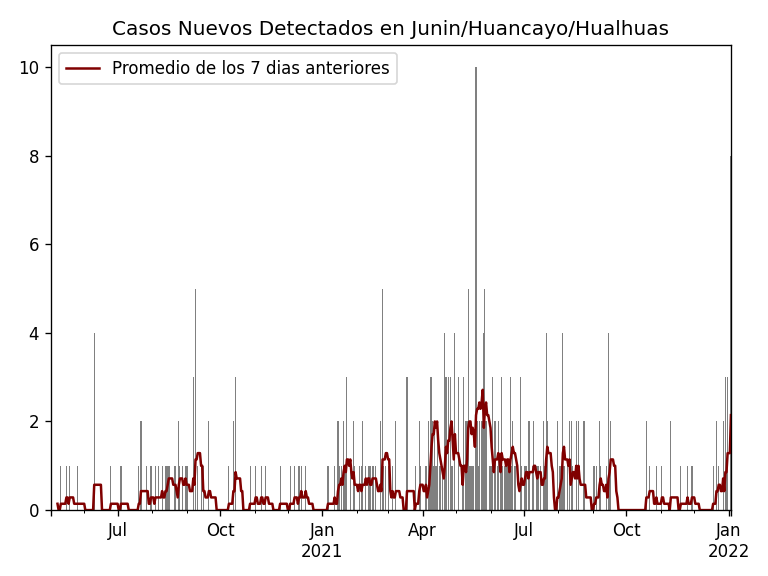 Casos Nuevos Detectados en Junin/Huancayo/Hualhuas
Promedio de los 7 dias anteriores
10
8
6
4
2
0
Jul
Oct
Jan
2021
Apr
Jul
Oct
Jan
2022